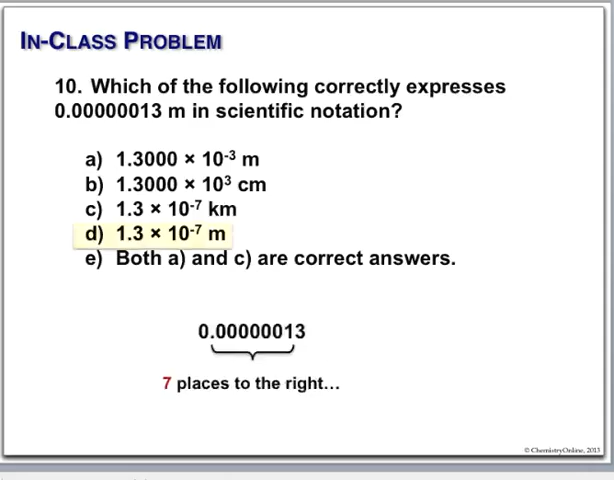 IN-CLASS PROBLEM
10. Which of the following correctly expresses
0.00000013 m in scientific notation?
a) 1.3000 × 10⁻³ m
b) 1.3000 × 10³ cm
c) 1.3 × 10⁻⁷ km
d) 1.3 × 10⁻⁷ m
e) Both a) and c) are correct answers.
0.00000013
7 places to the right...
© ChemistryOnline, 2013